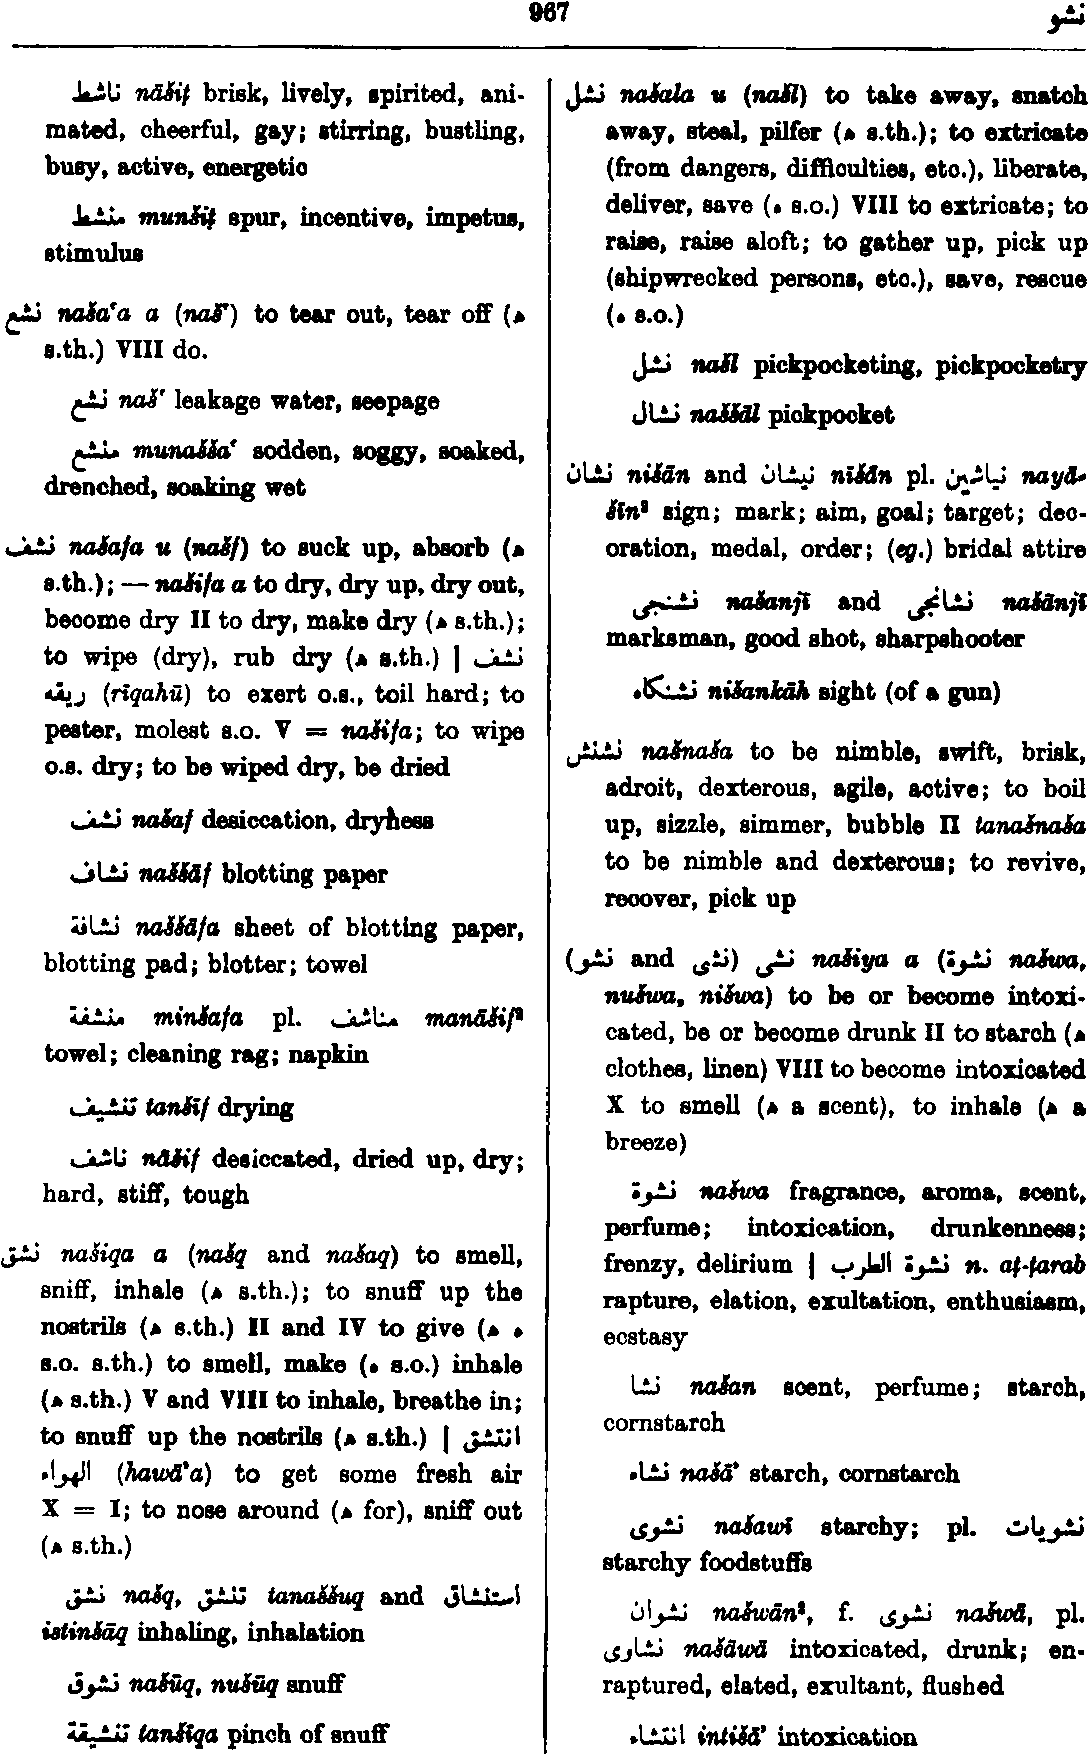 967
نشو
ناشط nāšiṭ brisk, lively, spirited, ani-
mated, cheerful, gay; stirring, bustling,
busy, active, energetic
منشط munšiṭ spur, incentive, impetus,
stimulus
نشع naša‘a a (naš‘) to tear out, tear off (ه
s.th.) VIII do.
نشع naš‘ leakage water, seepage
منشع munašša‘ sodden, soggy, soaked,
drenched, soaking wet
نشف našafa u (našf) to suck up, absorb (ه
s.th.); — našifa a to dry, dry up, dry out,
become dry II to dry, make dry (ه s.th.);
to wipe (dry), rub dry (ه s.th.) | نشف
ريقه (rīqahū) to exert o.s., toil hard; to
pester, molest s.o. V = našifa; to wipe
o.s. dry; to be wiped dry, be dried
نشف našaf desiccation, dryness
نشاف naššāf blotting paper
نشافة naššāfa sheet of blotting paper,
blotting pad; blotter; towel
منشفة minšafa pl. مناشف manāšif²
towel; cleaning rag; napkin
تنشيف tanšīf drying
ناشف nāšif desiccated, dried up, dry;
hard, stiff, tough
نشق našiqa a (našq and našaq) to smell,
sniff, inhale (ه s.th.); to snuff up the
nostrils (ه s.th.) II and IV to give (ه ه
s.o. s.th.) to smell, make (ه s.o.) inhale
(ه s.th.) V and VIII to inhale, breathe in;
to snuff up the nostrils (ه s.th.) | انتشق
الهواء (hawā’a) to get some fresh air
X = I; to nose around (ه for), sniff out
(ه s.th.)
نشق našq, تنشق tanaššuq and استنشاق
istinšāq inhaling, inhalation
نشوق našūq, nušūq snuff
تنشيقة tanšīqa pinch of snuff
نشل našala u (našl) to take away, snatch
away, steal, pilfer (ه s.th.); to extricate
(from dangers, difficulties, etc.), liberate,
deliver, save (ه s.o.) VIII to extricate; to
raise, raise aloft; to gather up, pick up
(shipwrecked persons, etc.), save, rescue
(ه s.o.)
نشل našl pickpocketing, pickpocketry
نشال naššāl pickpocket
نشان nišān and نيشان nīšān pl. نياشين nayā-
šīn² sign; mark; aim, goal; target; dec-
oration, medal, order; (eg.) bridal attire
نشنجى našanjī and نشانجى našānjī
marksman, good shot, sharpshooter
نشنكاه nišankāh sight (of a gun)
نشنش našnaša to be nimble, swift, brisk,
adroit, dexterous, agile, active; to boil
up, sizzle, simmer, bubble II tanašnaša
to be nimble and dexterous; to revive,
recover, pick up
(نشو and نشى) نشى našiya a (نشوة našwa,
nušwa, nišwa) to be or become intoxi-
cated, be or become drunk II to starch (ه
clothes, linen) VIII to become intoxicated
X to smell (ه a scent), to inhale (ه a
breeze)
نشوة našwa fragrance, aroma, scent,
perfume; intoxication, drunkenness;
frenzy, delirium | نشوة الطرب n. aṭ-ṭarab
rapture, elation, exultation, enthusiasm,
ecstasy
نشا našan scent, perfume; starch,
cornstarch
نشاء našā’ starch, cornstarch
نشوى našawī starchy; pl. نشويات
starchy foodstuffs
نشوان našwān², f. نشوى našwā, pl.
نشاوى našāwā intoxicated, drunk; en-
raptured, elated, exultant, flushed
انتشاء intišā’ intoxication